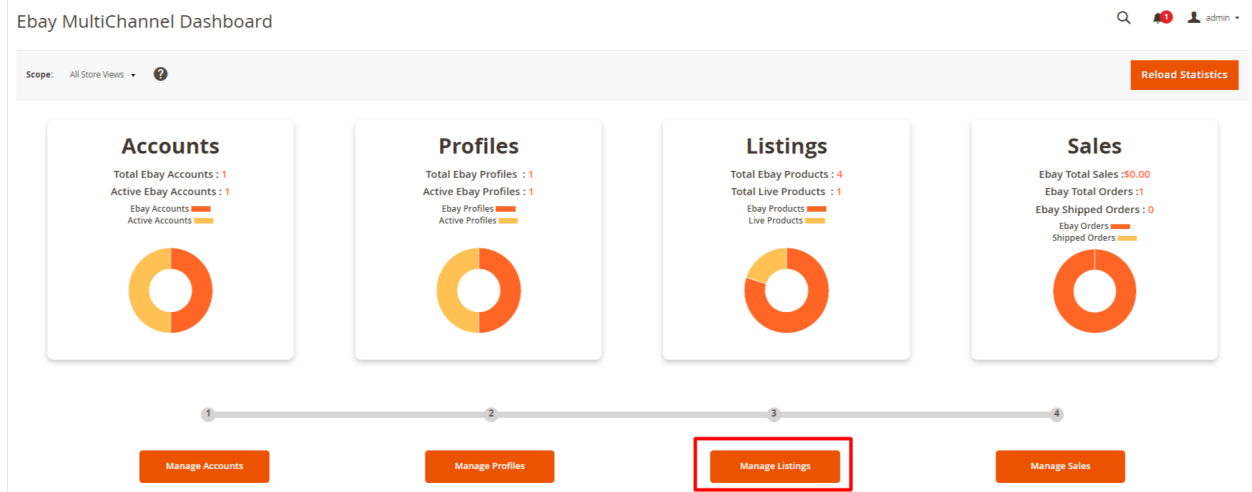 Ebay MultiChannel Dashboard
1
admin
Scope: All Store Views ?
Reload Statistics
Accounts
Total Ebay Accounts : 1
Active Ebay Accounts : 1
Ebay Accounts
Active Accounts
Profiles
Total Ebay Profiles : 1
Active Ebay Profiles : 1
Ebay Profiles
Active Profiles
Listings
Total Ebay Products : 4
Total Live Products : 1
Ebay Products
Live Products
Sales
Ebay Total Sales :$0.00
Ebay Total Orders :1
Ebay Shipped Orders : 0
Ebay Orders
Shipped Orders
1 2 3 4
Manage Accounts
Manage Profiles
Manage Listings
Manage Sales